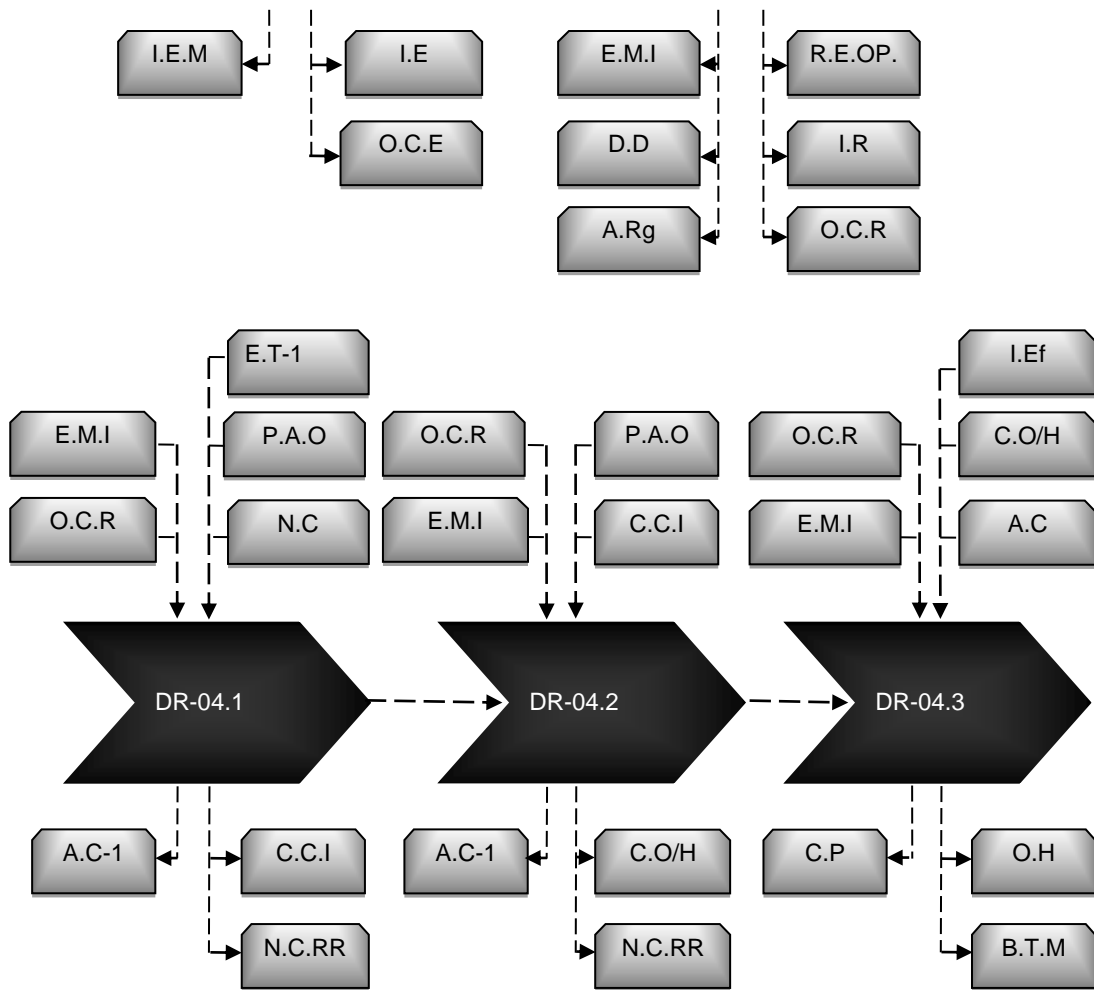 I.E.M
I.E
E.M.I
R.E.OP.
O.C.E
D.D
I.R
A.Rg
O.C.R
E.T-1
I.Ef
E.M.I
P.A.O
O.C.R
P.A.O
O.C.R
C.O/H
O.C.R
N.C
E.M.I
C.C.I
E.M.I
A.C
DR-04.1
DR-04.2
DR-04.3
A.C-1
C.C.I
A.C-1
C.O/H
C.P
O.H
N.C.RR
N.C.RR
B.T.M